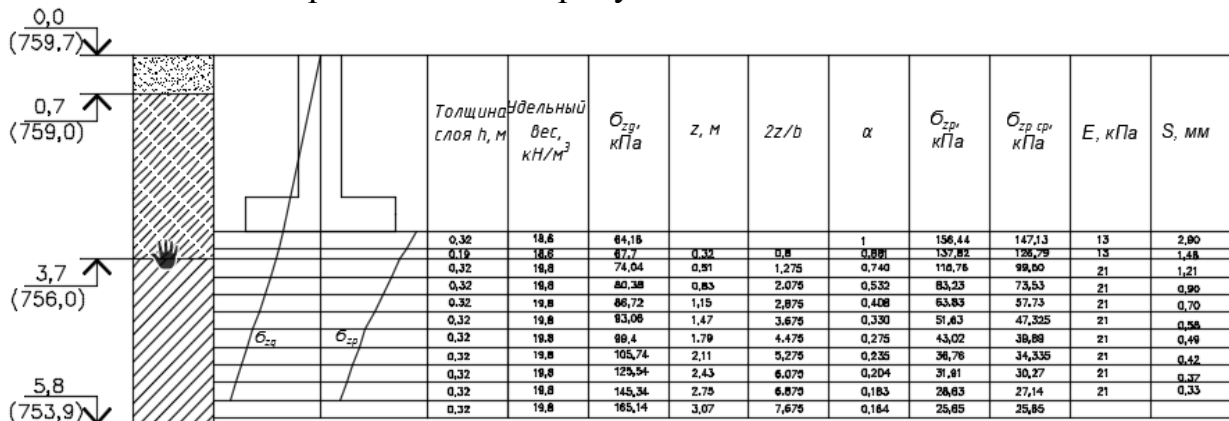 0,0
(759,7)
0,7
(759,0)
3,7
(756,0)
5,8
(753,9)
σzg
σzp
Толщина слоя h, м
Удельный вес, кН/м³
σzg, кПа
z, м
2z/b
α
σzp, кПа
σzp ср, кПа
E, кПа
S, мм
0,32 18,6 64,18 1 156,44 147,13 13 2,90
0,19 18,6 67,7 0,32 0,8 0,881 137,82 126,79 13 1,48
0,32 19,8 74,04 0,51 1,275 0,740 99,60 21 1,21
0,32 19,8 80,38 0,83 2.075 0,532 83,23 73,53 21 0,90
0,32 19,8 86,72 1,15 2,875 0,408 63,83 57.73 21 0,70
0,32 19,8 93,06 1,47 3.675 0,330 51,63 47,325 21 0,58
0,32 19,8 99,4 1.79 4.475 0,275 43,02 39,89 21 0,49
0,32 19,8 105,74 2,11 5,275 0,235 36,76 34,335 21 0,42
0,32 19,8 125,54 2,43 6.075 0,204 31,91 30,27 21 0,37
0,32 19,8 145,34 2.75 6.875 0,183 28,63 27,14 21 0,33
0,32 19,8 165,14 3,07 7,675 0,164 25,65 25,65